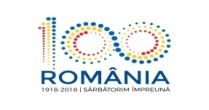 100
ROMÂNIA
1918-2018 | SĂRBĂTORIM ÎMPREUNĂ